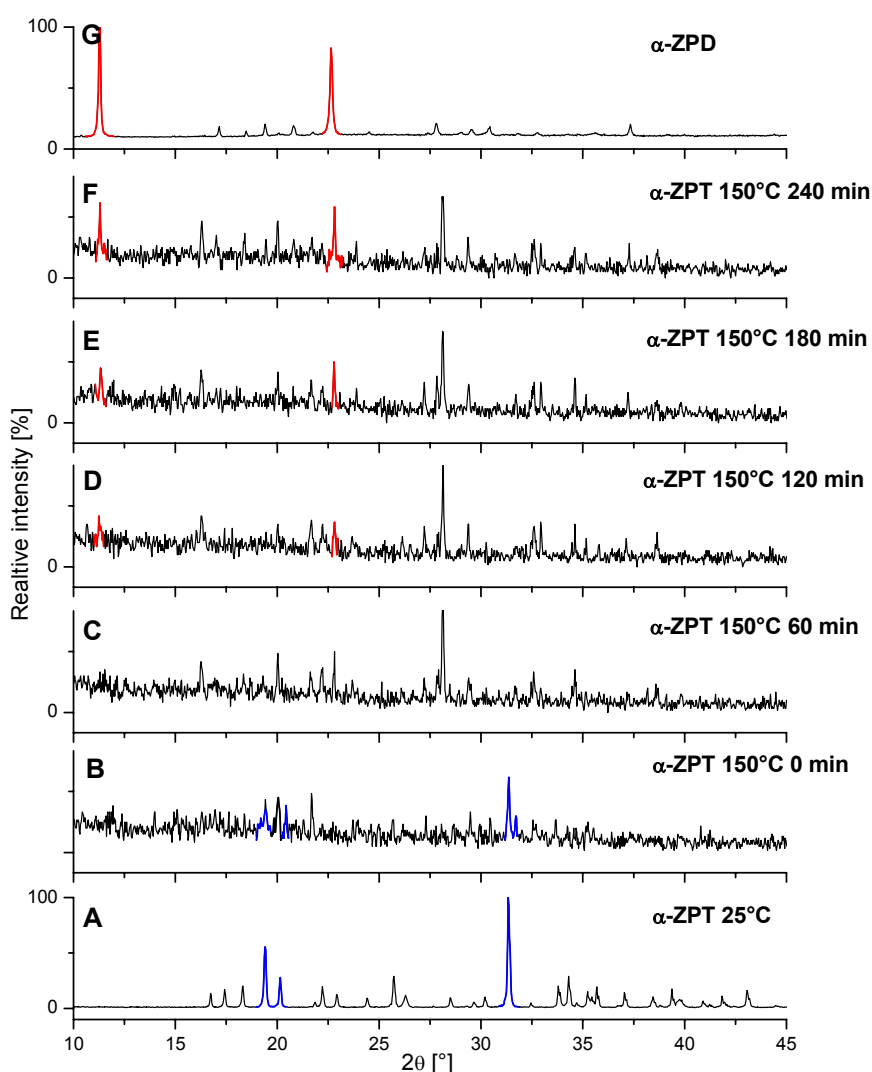 100
G
α-ZPD
0
F
α-ZPT 150°C 240 min
0
E
α-ZPT 150°C 180 min
0
D
α-ZPT 150°C 120 min
0
C
α-ZPT 150°C 60 min
0
B
α-ZPT 150°C 0 min
100
A
α-ZPT 25°C
0
10 15 20 25 30 35 40 45
2θ [°]
Realtive intensity [%]